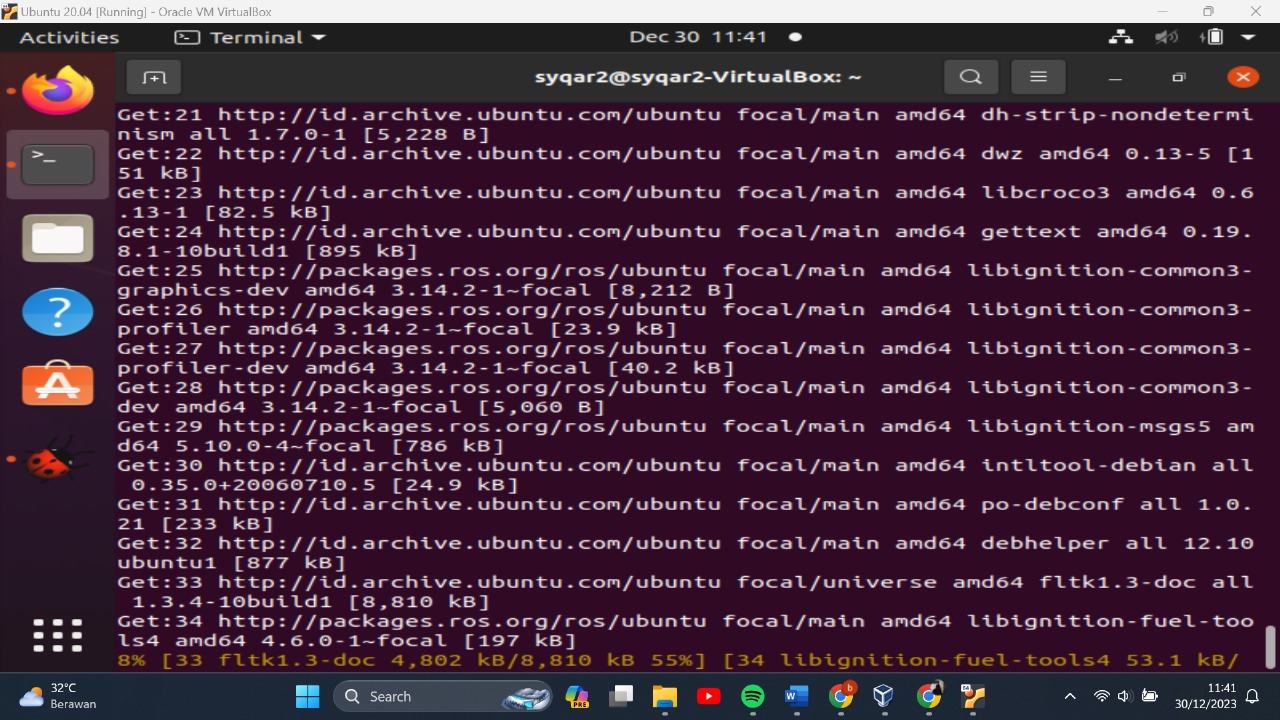 Ubuntu 20.04 [Running] - Oracle VM VirtualBox
Activities Terminal Dec 30 11:41
syqar2@syqar2-VirtualBox: ~
Get:21 http://id.archive.ubuntu.com/ubuntu focal/main amd64 dh-strip-nondetermi
nism all 1.7.0-1 [5,228 B]
Get:22 http://id.archive.ubuntu.com/ubuntu focal/main amd64 dwz amd64 0.13-5 [1
51 kB]
Get:23 http://id.archive.ubuntu.com/ubuntu focal/main amd64 libcroco3 amd64 0.6
.13-1 [82.5 kB]
Get:24 http://id.archive.ubuntu.com/ubuntu focal/main amd64 gettext amd64 0.19.
8.1-10build1 [895 kB]
Get:25 http://packages.ros.org/ros/ubuntu focal/main amd64 libignition-common3-
graphics-dev amd64 3.14.2-1~focal [8,212 B]
Get:26 http://packages.ros.org/ros/ubuntu focal/main amd64 libignition-common3-
profiler amd64 3.14.2-1~focal [23.9 kB]
Get:27 http://packages.ros.org/ros/ubuntu focal/main amd64 libignition-common3-
profiler-dev amd64 3.14.2-1~focal [40.2 kB]
Get:28 http://packages.ros.org/ros/ubuntu focal/main amd64 libignition-common3-
dev amd64 3.14.2-1~focal [5,060 B]
Get:29 http://packages.ros.org/ros/ubuntu focal/main amd64 libignition-msgs5 am
d64 5.10.0-4~focal [786 kB]
Get:30 http://id.archive.ubuntu.com/ubuntu focal/main amd64 intltool-debian all
0.35.0+20060710.5 [24.9 kB]
Get:31 http://id.archive.ubuntu.com/ubuntu focal/main amd64 po-debconf all 1.0.
21 [233 kB]
Get:32 http://id.archive.ubuntu.com/ubuntu focal/main amd64 debhelper all 12.10
ubuntu1 [877 kB]
Get:33 http://id.archive.ubuntu.com/ubuntu focal/universe amd64 fltk1.3-doc all
1.3.4-10build1 [8,810 kB]
Get:34 http://packages.ros.org/ros/ubuntu focal/main amd64 libignition-fuel-too
ls4 amd64 4.6.0-1~focal [197 kB]
8% [33 fltk1.3-doc 4,802 kB/8,810 kB 55%] [34 libignition-fuel-tools4 53.1 kB/
32°C
Berawan
Search
PRE
11:41
30/12/2023